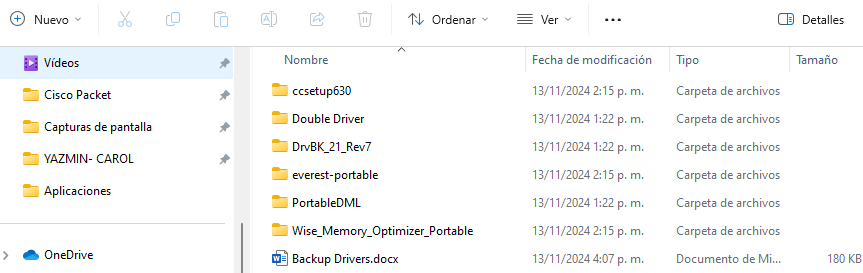 Nuevo Ordenar Ver ... Detalles
Nombre Fecha de modificación Tipo Tamaño
Vídeos
Cisco Packet
Capturas de pantalla
YAZMIN- CAROL
Aplicaciones
OneDrive
ccsetup630 13/11/2024 2:15 p. m. Carpeta de archivos
Double Driver 13/11/2024 1:22 p. m. Carpeta de archivos
DrvBK_21_Rev7 13/11/2024 1:22 p. m. Carpeta de archivos
everest-portable 13/11/2024 2:15 p. m. Carpeta de archivos
PortableDML 13/11/2024 1:22 p. m. Carpeta de archivos
Wise_Memory_Optimizer_Portable 13/11/2024 2:15 p. m. Carpeta de archivos
Backup Drivers.docx 13/11/2024 4:07 p. m. Documento de Mi... 180 KB